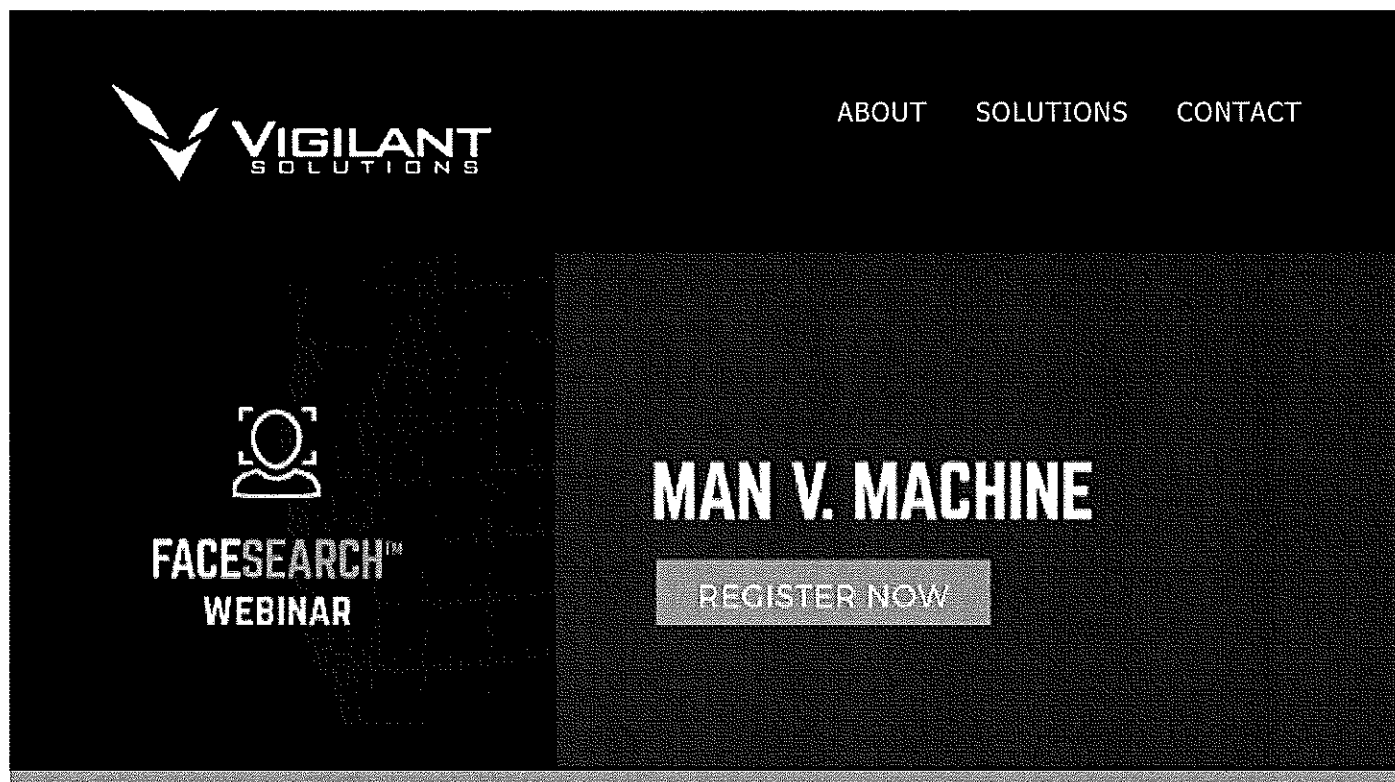 VIGILANT
SOLUTIONS
ABOUT SOLUTIONS CONTACT
FACESEARCH™
WEBINAR
MAN V. MACHINE
REGISTER NOW